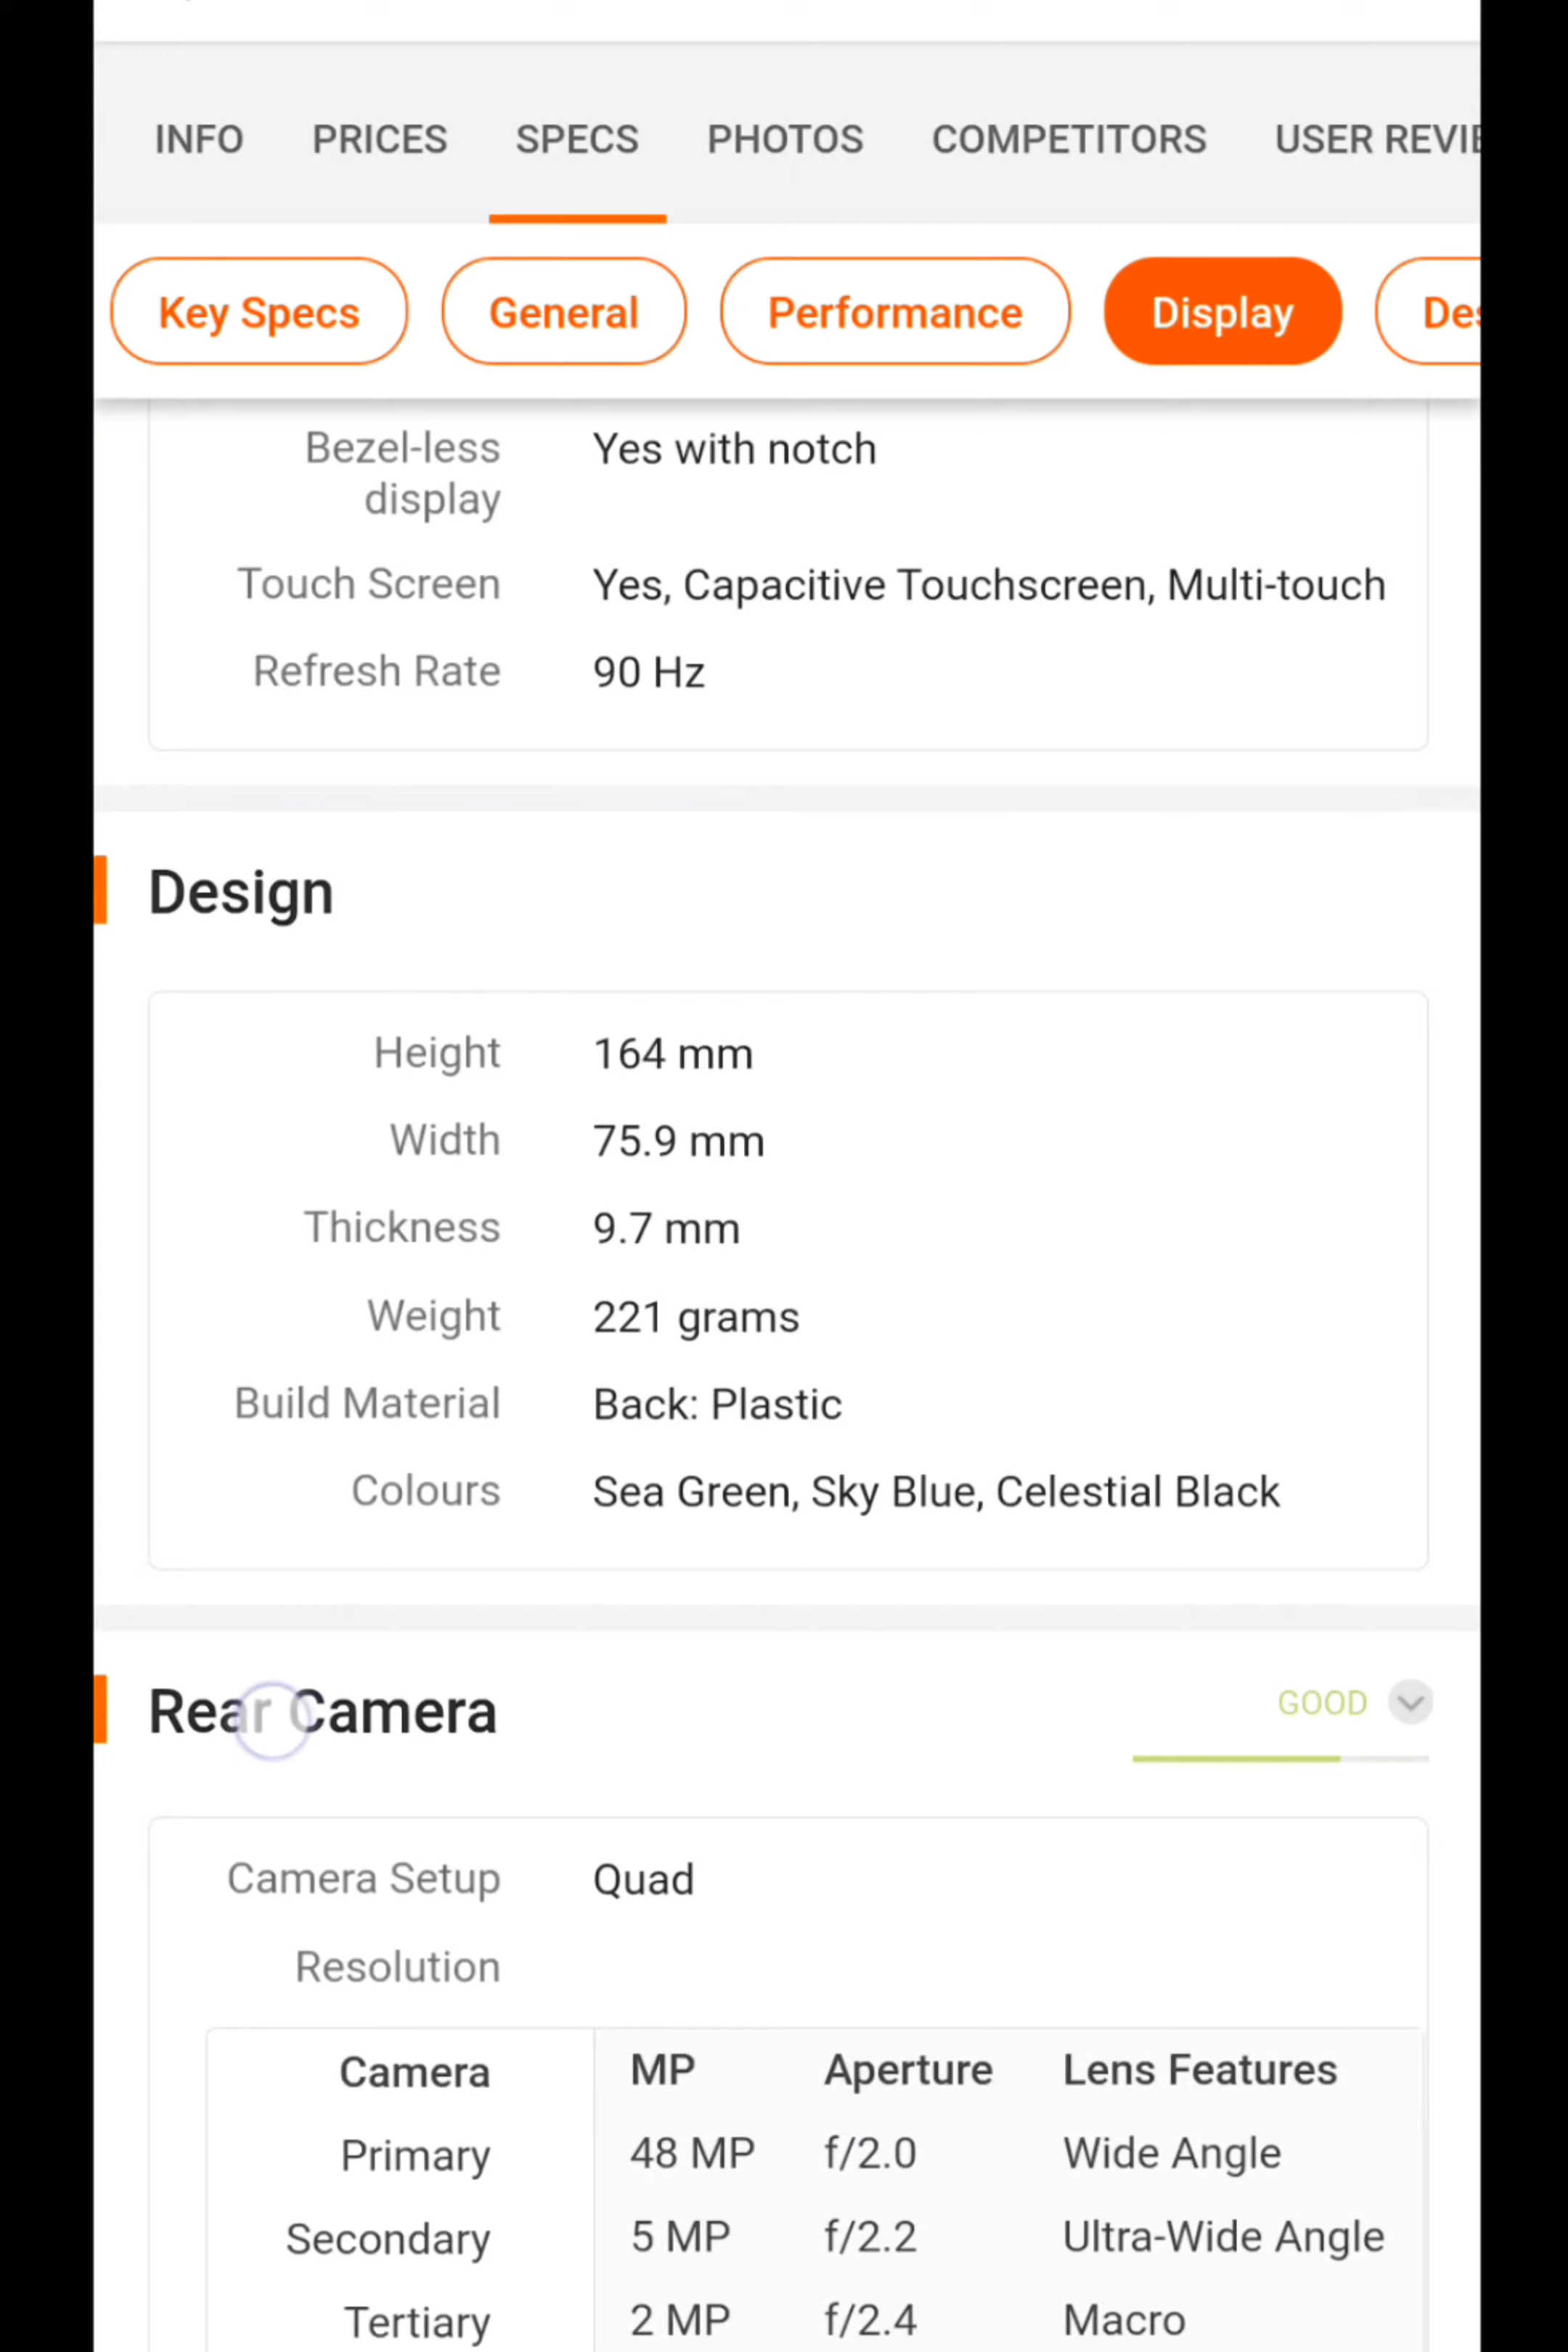 INFO PRICES SPECS PHOTOS COMPETITORS USER REVIE
Key Specs General Performance Display Des
Bezel-less display Yes with notch
Touch Screen Yes, Capacitive Touchscreen, Multi-touch
Refresh Rate 90 Hz
Design
Height 164 mm
Width 75.9 mm
Thickness 9.7 mm
Weight 221 grams
Build Material Back: Plastic
Colours Sea Green, Sky Blue, Celestial Black
Rear Camera GOOD
Camera Setup Quad
Resolution
Camera MP Aperture Lens Features
Primary 48 MP f/2.0 Wide Angle
Secondary 5 MP f/2.2 Ultra-Wide Angle
Tertiary 2 MP f/2.4 Macro